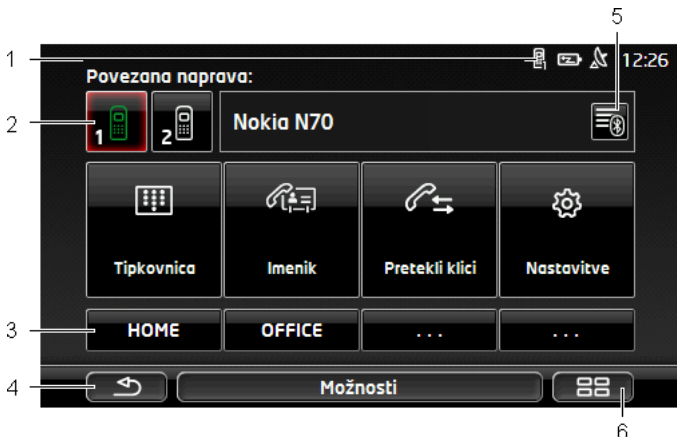 5
1
12:26
Povezana naprava:
2
1
2
Nokia N70
Tipkovnica
Imenik
Pretekli klici
Nastavitve
3
HOME
OFFICE
...
...
4
Možnosti
6